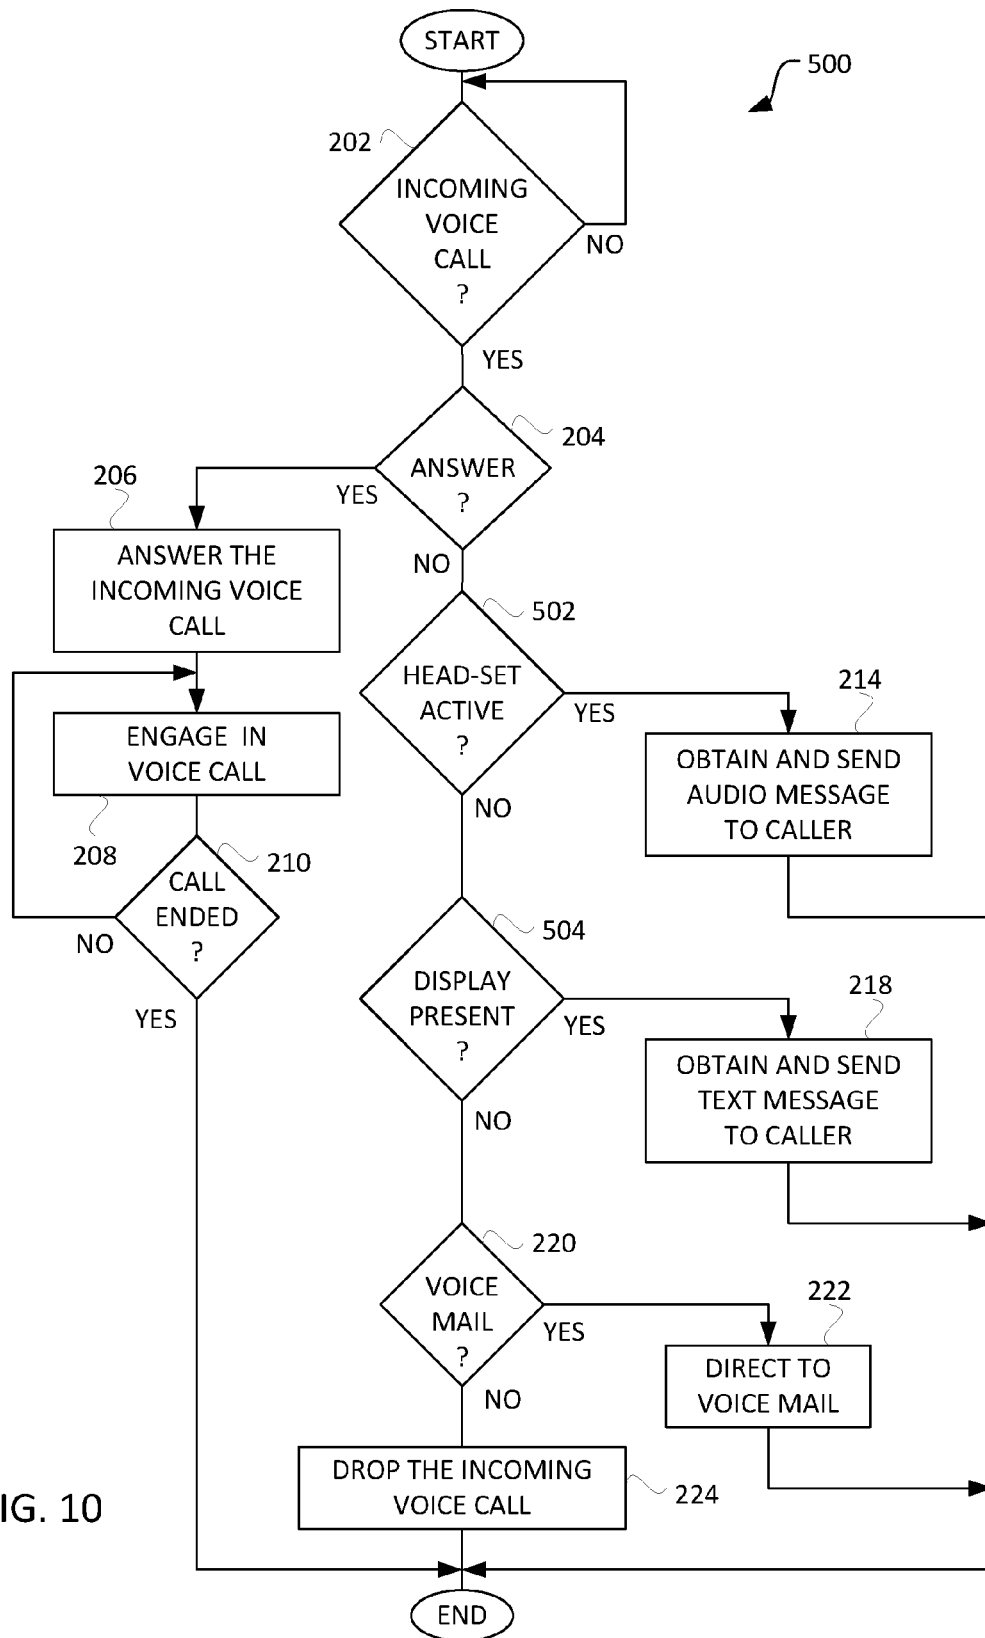 START
500
202
INCOMING
VOICE
CALL
?
NO
YES
204
ANSWER
?
YES
NO
206
ANSWER THE
INCOMING VOICE
CALL
502
HEAD-SET
ACTIVE
?
YES
NO
214
OBTAIN AND SEND
AUDIO MESSAGE
TO CALLER
ENGAGE IN
VOICE CALL
208
210
CALL
ENDED
?
NO
YES
504
DISPLAY
PRESENT
?
YES
NO
218
OBTAIN AND SEND
TEXT MESSAGE
TO CALLER
220
VOICE
MAIL
?
YES
NO
222
DIRECT TO
VOICE MAIL
DROP THE INCOMING
VOICE CALL
224
IG. 10
END